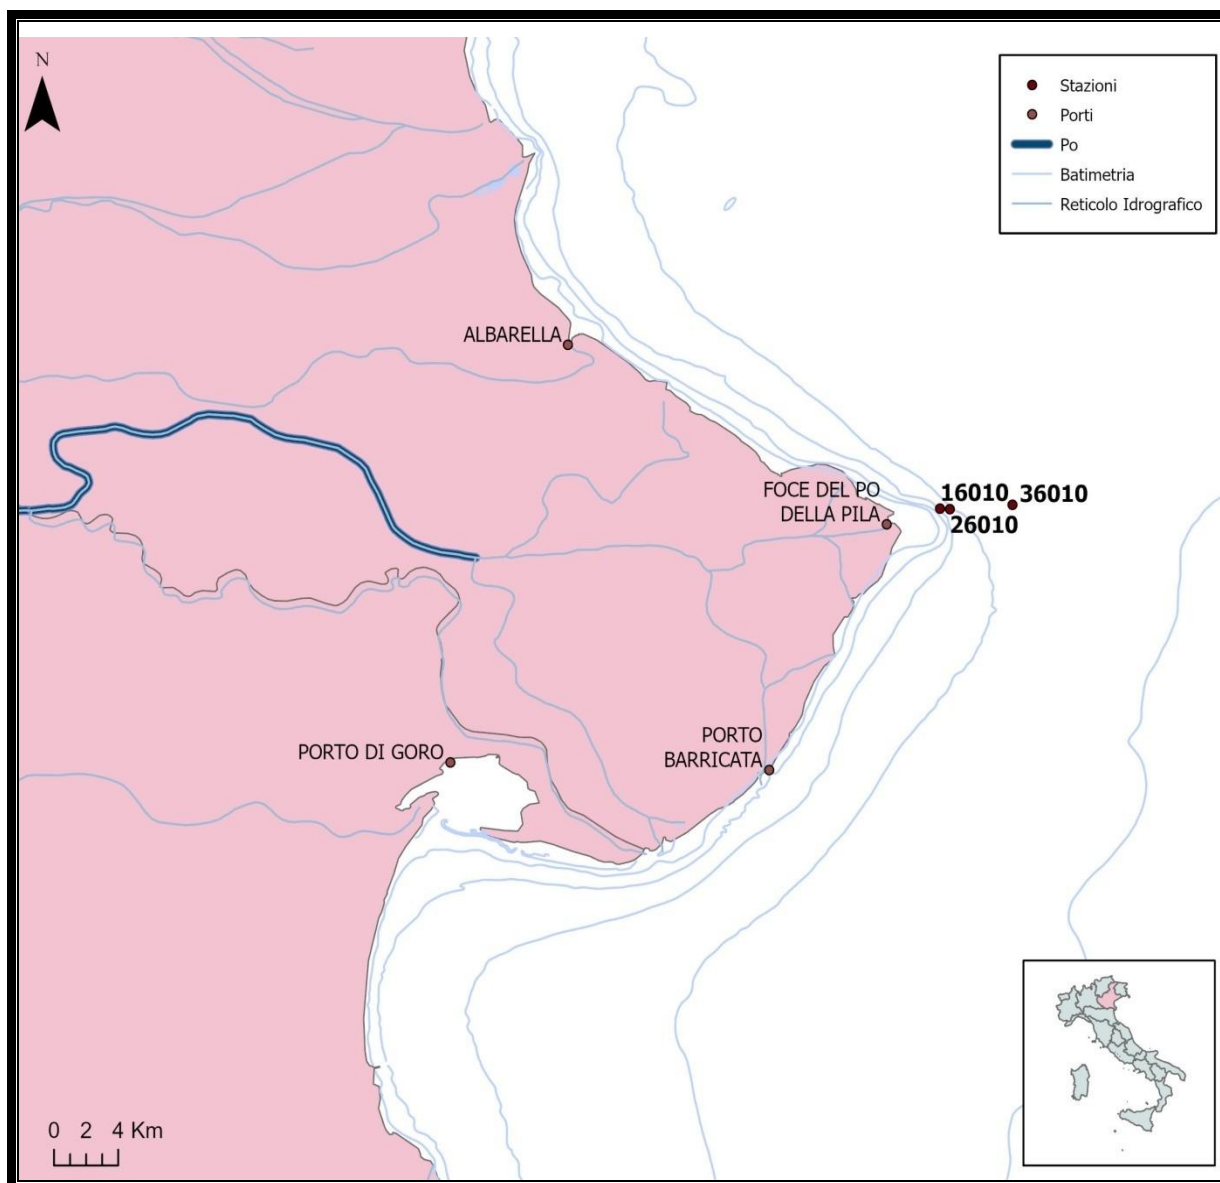 N
Stazioni
Porti
Po
Batimetria
Reticolo Idrografico
ALBARELLA
FOCE DEL PO
DELLA PILA
16010
36010
26010
PORTO
BARRICATA
PORTO DI GORO
0 2 4 Km